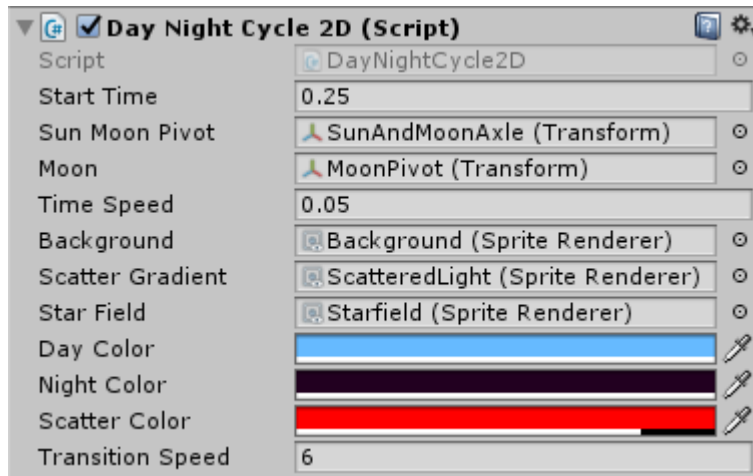 Day Night Cycle 2D (Script)
Script DayNightCycle2D
Start Time 0.25
Sun Moon Pivot SunAndMoonAxle (Transform)
Moon MoonPivot (Transform)
Time Speed 0.05
Background Background (Sprite Renderer)
Scatter Gradient ScatteredLight (Sprite Renderer)
Star Field Starfield (Sprite Renderer)
Day Color
Night Color
Scatter Color
Transition Speed 6